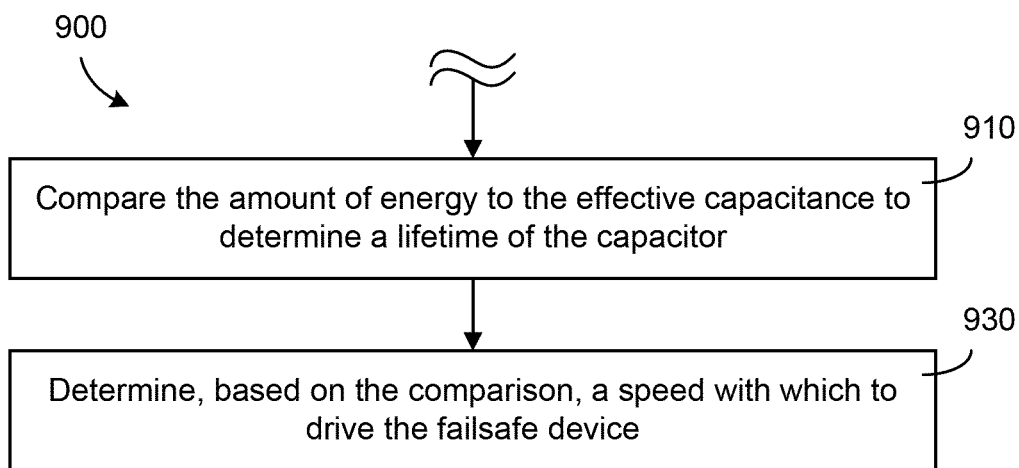 900
910
Compare the amount of energy to the effective capacitance to
determine a lifetime of the capacitor
930
Determine, based on the comparison, a speed with which to
drive the failsafe device